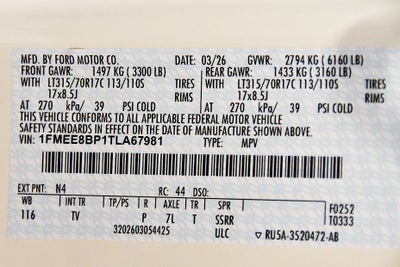 MFD. BY FORD MOTOR CO. 03/26 GVWR: 2794 KG ( 6160 LB)
FRONT GAWR: 1497 KG ( 3300 LB) REAR GAWR: 1433 KG ( 3160 LB)
LT315/70R17C 113/110S TIRES LT315/70R17C 113/110S TIRES
17x8.5J RIMS 17x8.5J RIMS
AT 270 kPa/ 39 PSI COLD AT 270 kPa/ 39 PSI COLD
THIS VEHICLE CONFORMS TO ALL APPLICABLE FEDERAL MOTOR VEHICLE
SAFETY STANDARDS IN EFFECT ON THE DATE OF MANUFACTURE SHOWN ABOVE.
VIN: 1FMEE8BP1TLA67981 TYPE: MPV
EXT PNT: N4 RC: 44 DSO:
WB INT TR TP/PS R AXLE TR SPR F0252
116 TV P 7L T SSRR T0333
3202603054425 ULC ▽ RU5A-3520472-AB